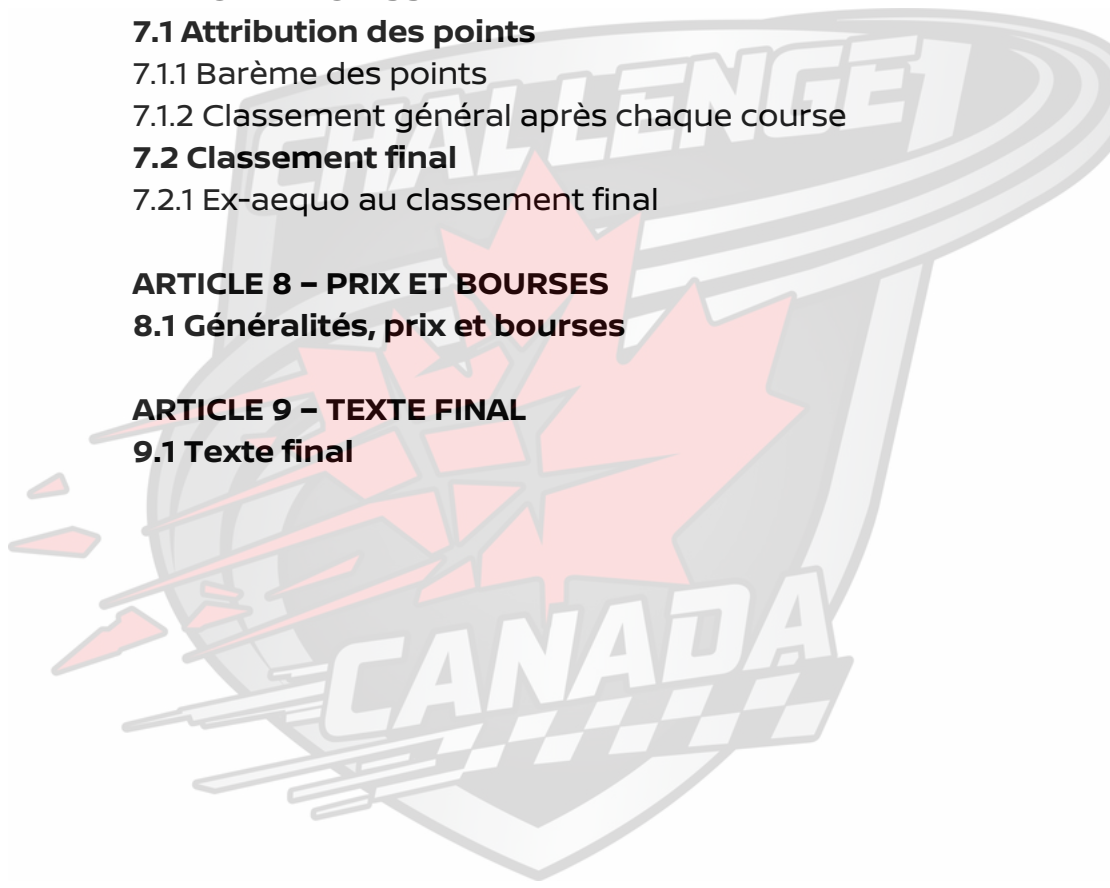 7.1 Attribution des points
7.1.1 Barème des points
7.1.2 Classement général après chaque course
7.2 Classement final
7.2.1 Ex-aequo au classement final
ARTICLE 8 – PRIX ET BOURSES
8.1 Généralités, prix et bourses
ARTICLE 9 – TEXTE FINAL
9.1 Texte final
CHALLENGE 1
CANADA